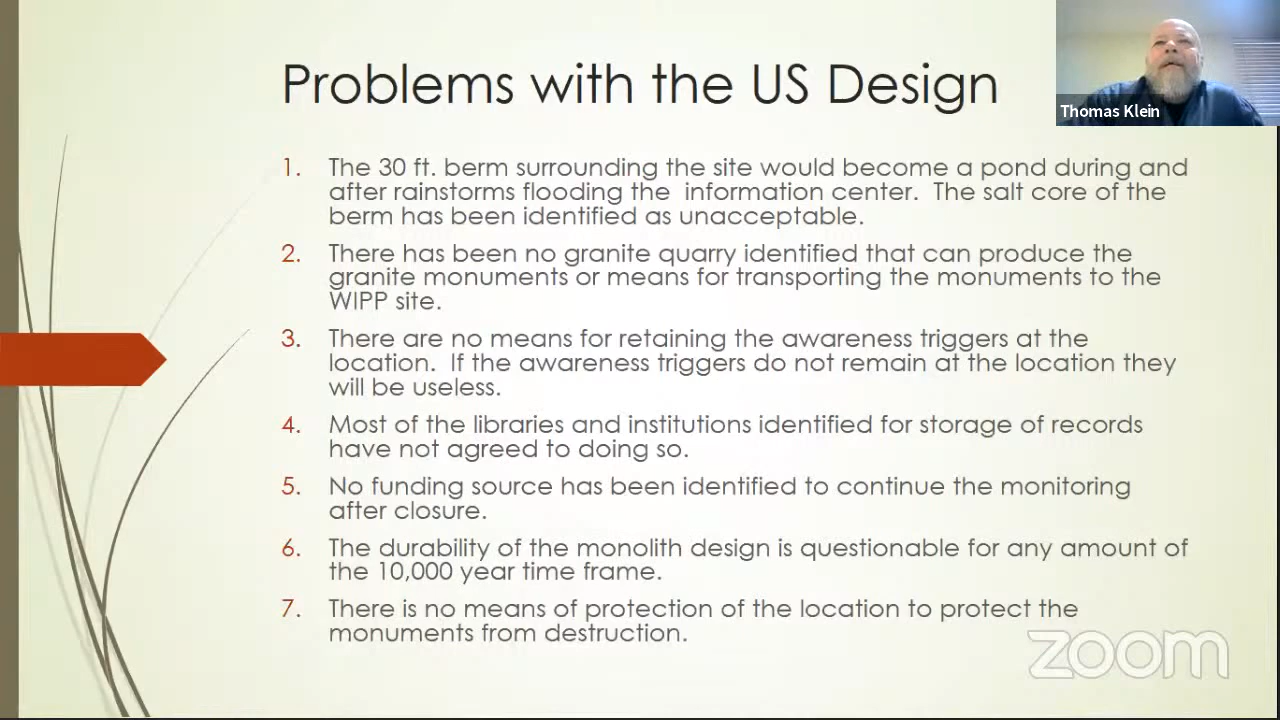 Problems with the US Design
Thomas Klein
1. The 30 ft. berm surrounding the site would become a pond during and
after rainstorms flooding the information center. The salt core of the
berm has been identified as unacceptable.
2. There has been no granite quarry identified that can produce the
granite monuments or means for transporting the monuments to the
WIPP site.
3. There are no means for retaining the awareness triggers at the
location. If the awareness triggers do not remain at the location they
will be useless.
4. Most of the libraries and institutions identified for storage of records
have not agreed to doing so.
5. No funding source has been identified to continue the monitoring
after closure.
6. The durability of the monolith design is questionable for any amount of
the 10,000 year time frame.
7. There is no means of protection of the location to protect the
monuments from destruction.
zoom